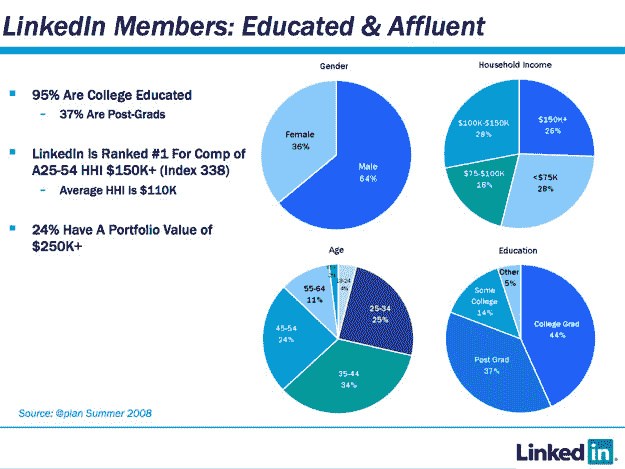 LinkedIn Members: Educated & Affluent
95% Are College Educated
- 37% Are Post-Grads
LinkedIn is Ranked #1 For Comp of
A25-54 HHI $150K+ (Index 338)
- Average HHI is $110K
24% Have A Portfolio Value of
$250K+
Gender
Female
36%
Male
64%
Household Income
$100K-$150K
28%
$150K+
26%
$75-$100K
18%
<$75K
28%
Age
18-24
4%
55-64
11%
25-34
25%
45-54
24%
35-44
34%
Education
Other
5%
Some
College
14%
College Grad
44%
Post Grad
37%
Source: @plan Summer 2008
Linked in